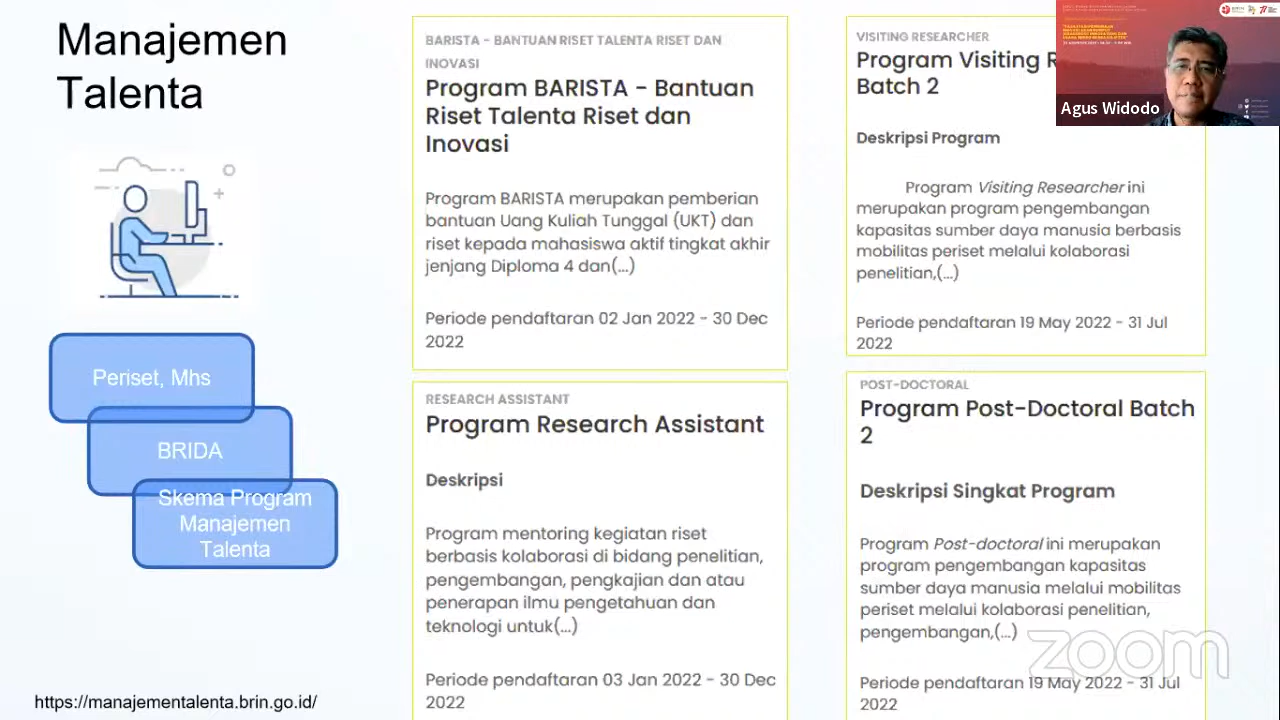 Manajemen
Talenta
Periset, Mhs
BRIDA
Skema Program
Manajemen
Talenta
https://manajementalenta.brin.go.id/
BARISTA - BANTUAN RISET TALENTA RISET DAN
INOVASI
Program BARISTA - Bantuan
Riset Talenta Riset dan
Inovasi
Program BARISTA merupakan pemberian
bantuan Uang Kuliah Tunggal (UKT) dan
riset kepada mahasiswa aktif tingkat akhir
jenjang Diploma 4 dan(...)
Periode pendaftaran 02 Jan 2022 - 30 Dec
2022
RESEARCH ASSISTANT
Program Research Assistant
Deskripsi
Program mentoring kegiatan riset
berbasis kolaborasi di bidang penelitian,
pengembangan, pengkajian dan atau
penerapan ilmu pengetahuan dan
teknologi untuk(...)
Periode pendaftaran 03 Jan 2022 - 30 Dec
2022
VISITING RESEARCHER
Program Visiting R
Batch 2
Deskripsi Program
Program Visiting Researcher ini
merupakan program pengembangan
kapasitas sumber daya manusia berbasis
mobilitas periset melalui kolaborasi
penelitian,(...)
Periode pendaftaran 19 May 2022 - 31 Jul
2022
POST-DOCTORAL
Program Post-Doctoral Batch
2
Deskripsi Singkat Program
Program Post-doctoral ini merupakan
program pengembangan kapasitas
sumber daya manusia melalui mobilitas
periset melalui kolaborasi penelitian,
pengembangan,(...)
Periode pendaftaran 19 May 2022 - 31 Jul
2022
Agus Widodo
zoom